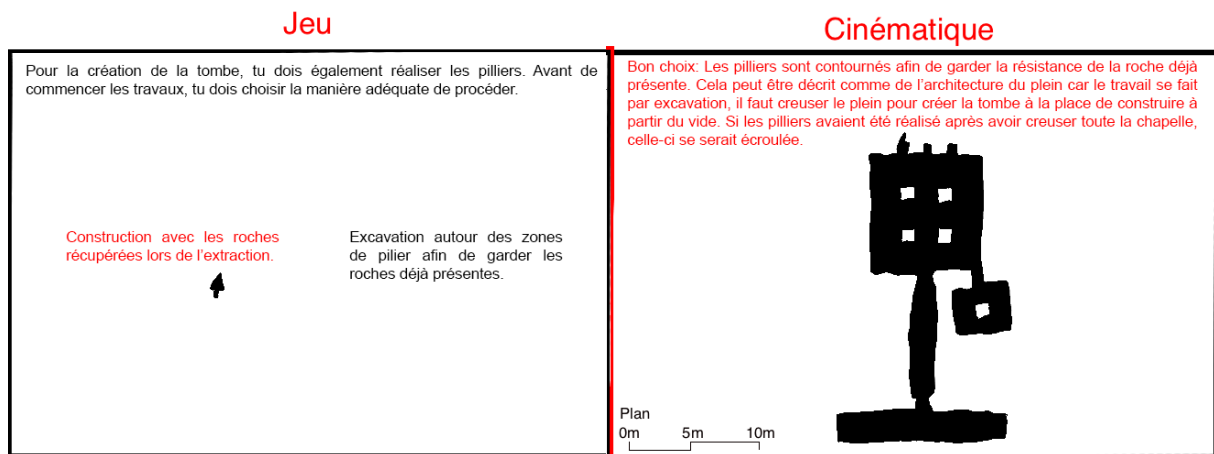 Jeu
Pour la création de la tombe, tu dois également réaliser les pilliers. Avant de
commencer les travaux, tu dois choisir la manière adéquate de procéder.
Construction avec les roches
récupérées lors de l'extraction.
Excavation autour des zones
de pilier afin de garder les
roches déjà présentes.
Cinématique
Bon choix: Les pilliers sont contournés afin de garder la résistance de la roche déjà
présente. Cela peut être décrit comme de l'architecture du plein car le travail se fait
par excavation, il faut creuser le plein pour créer la tombe à la place de construire à
partir du vide. Si les pilliers avaient été réalisé après avoir creuser toute la chapelle,
celle-ci se serait écroulée.
Plan
0m 5m 10m